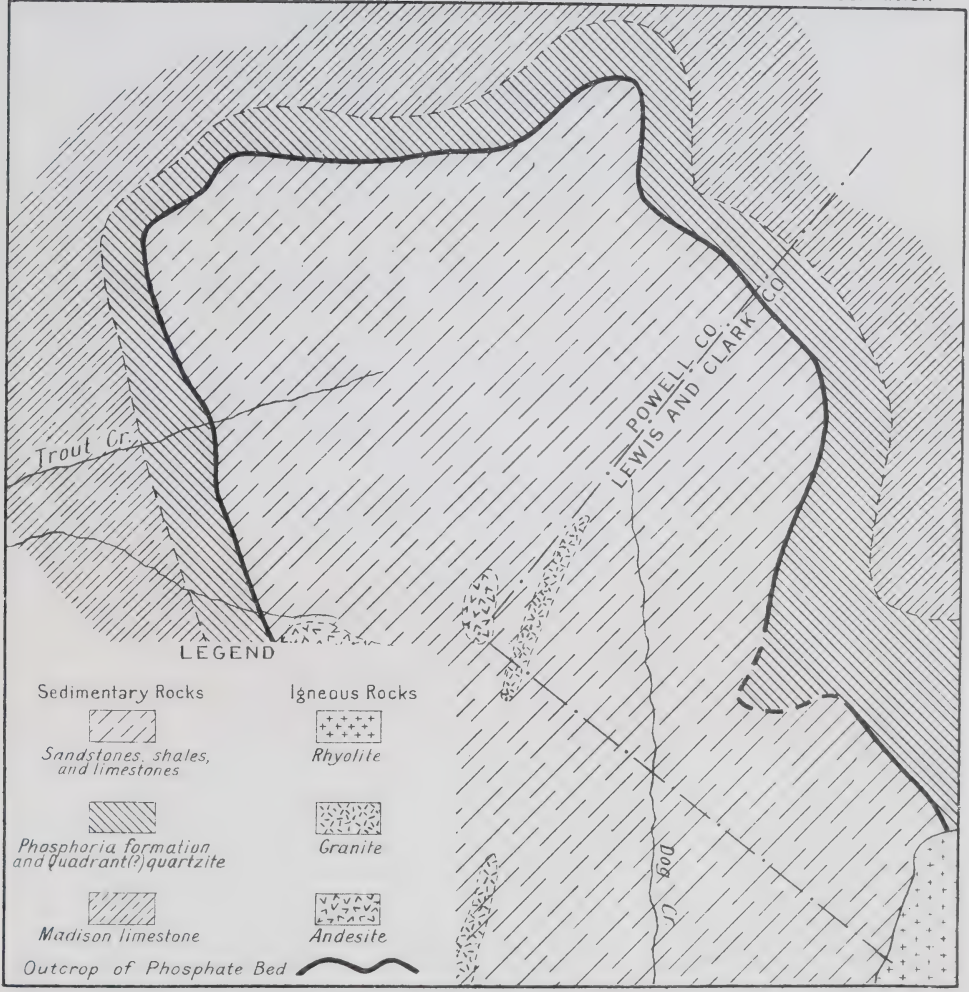 POWELL CO.
LEWIS AND CLARK CO
Trout Cr.
Dog Cr.
LEGEND
Sedimentary Rocks
Sandstones, shales,
and limestones
Phosphoria formation
and Quadrant(?) quartzite
Madison limestone
Outcrop of Phosphate Bed
Igneous Rocks
Rhyolite
Granite
Andesite